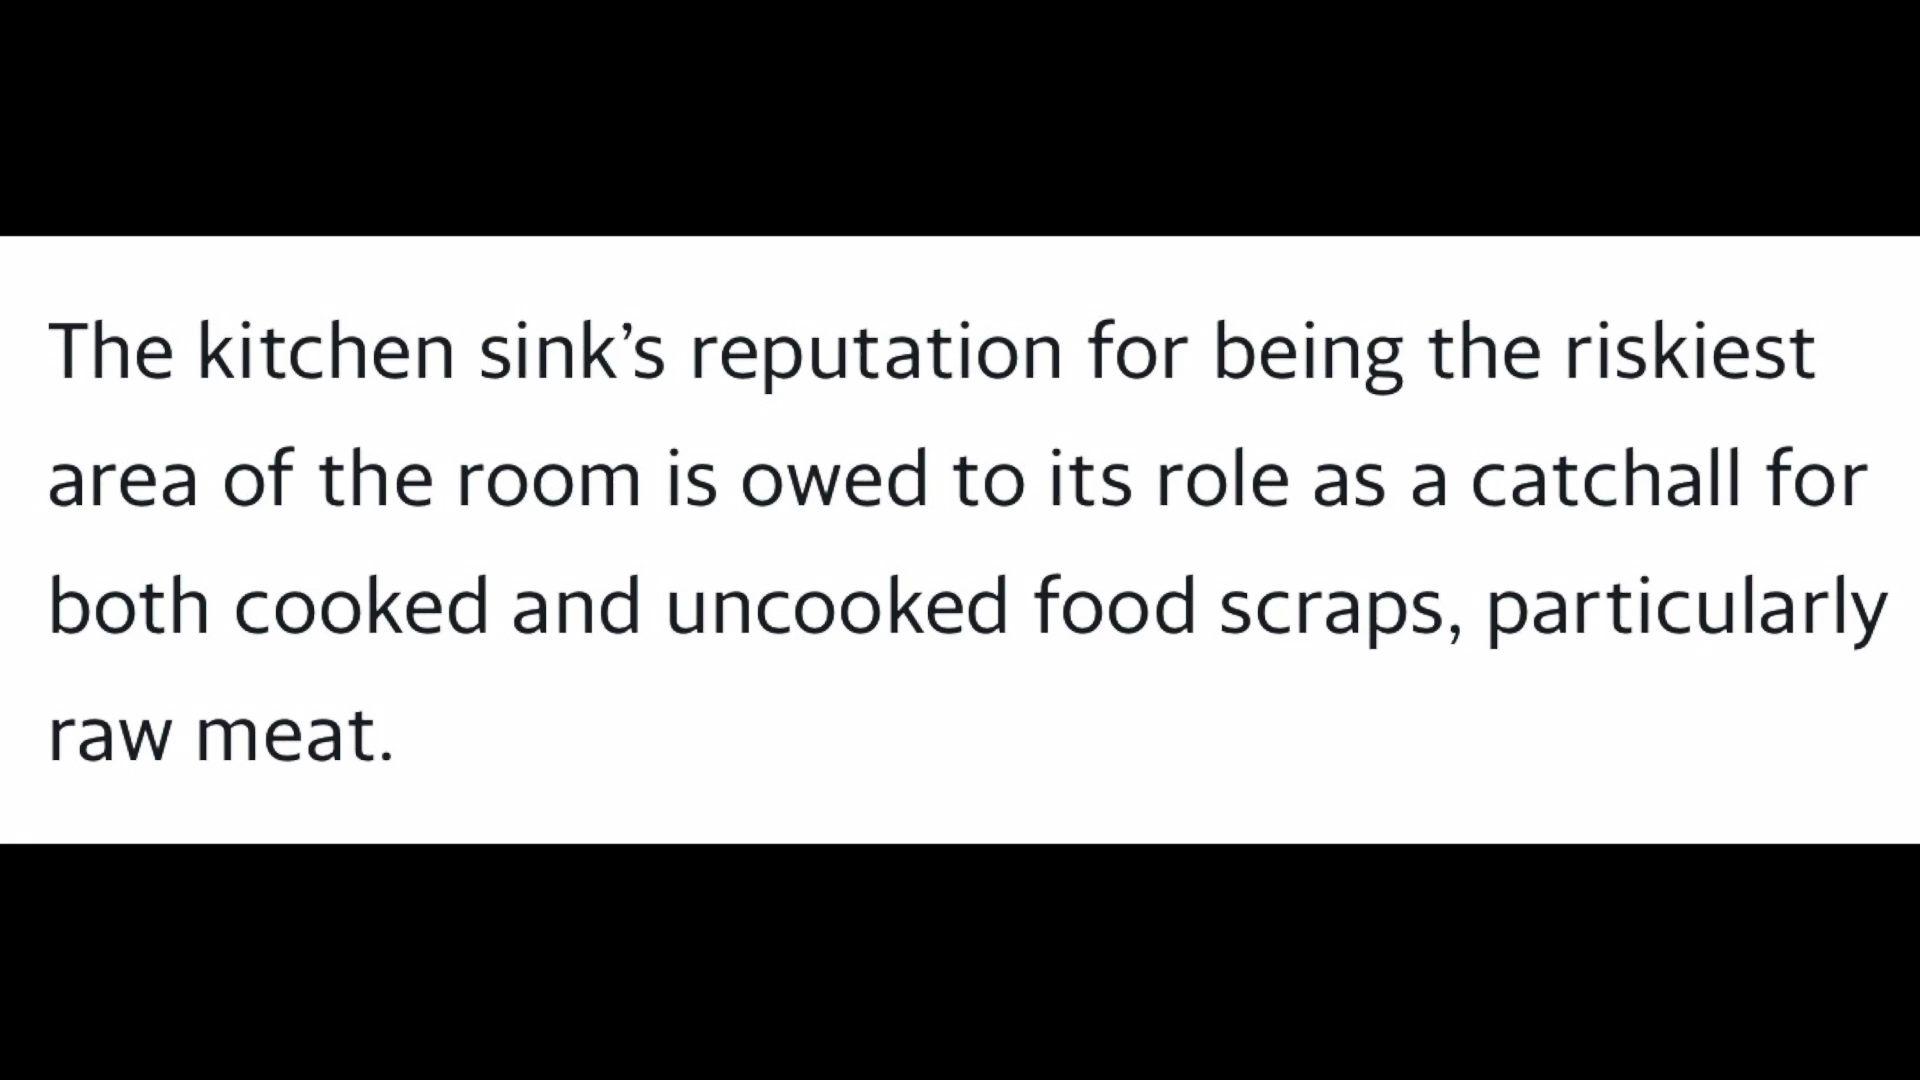 The kitchen sink’s reputation for being the riskiest
area of the room is owed to its role as a catchall for
both cooked and uncooked food scraps, particularly
raw meat.